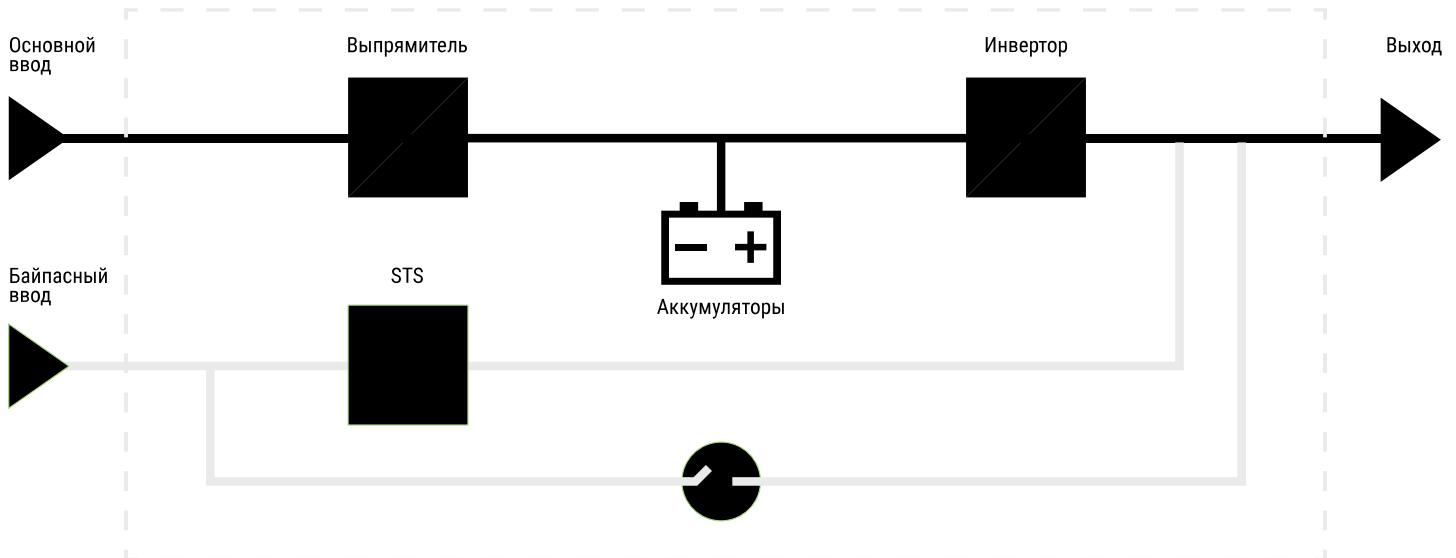 Основной
ввод
Выпрямитель
Инвертор
Выход
Байпасный
ввод
STS
Аккумуляторы